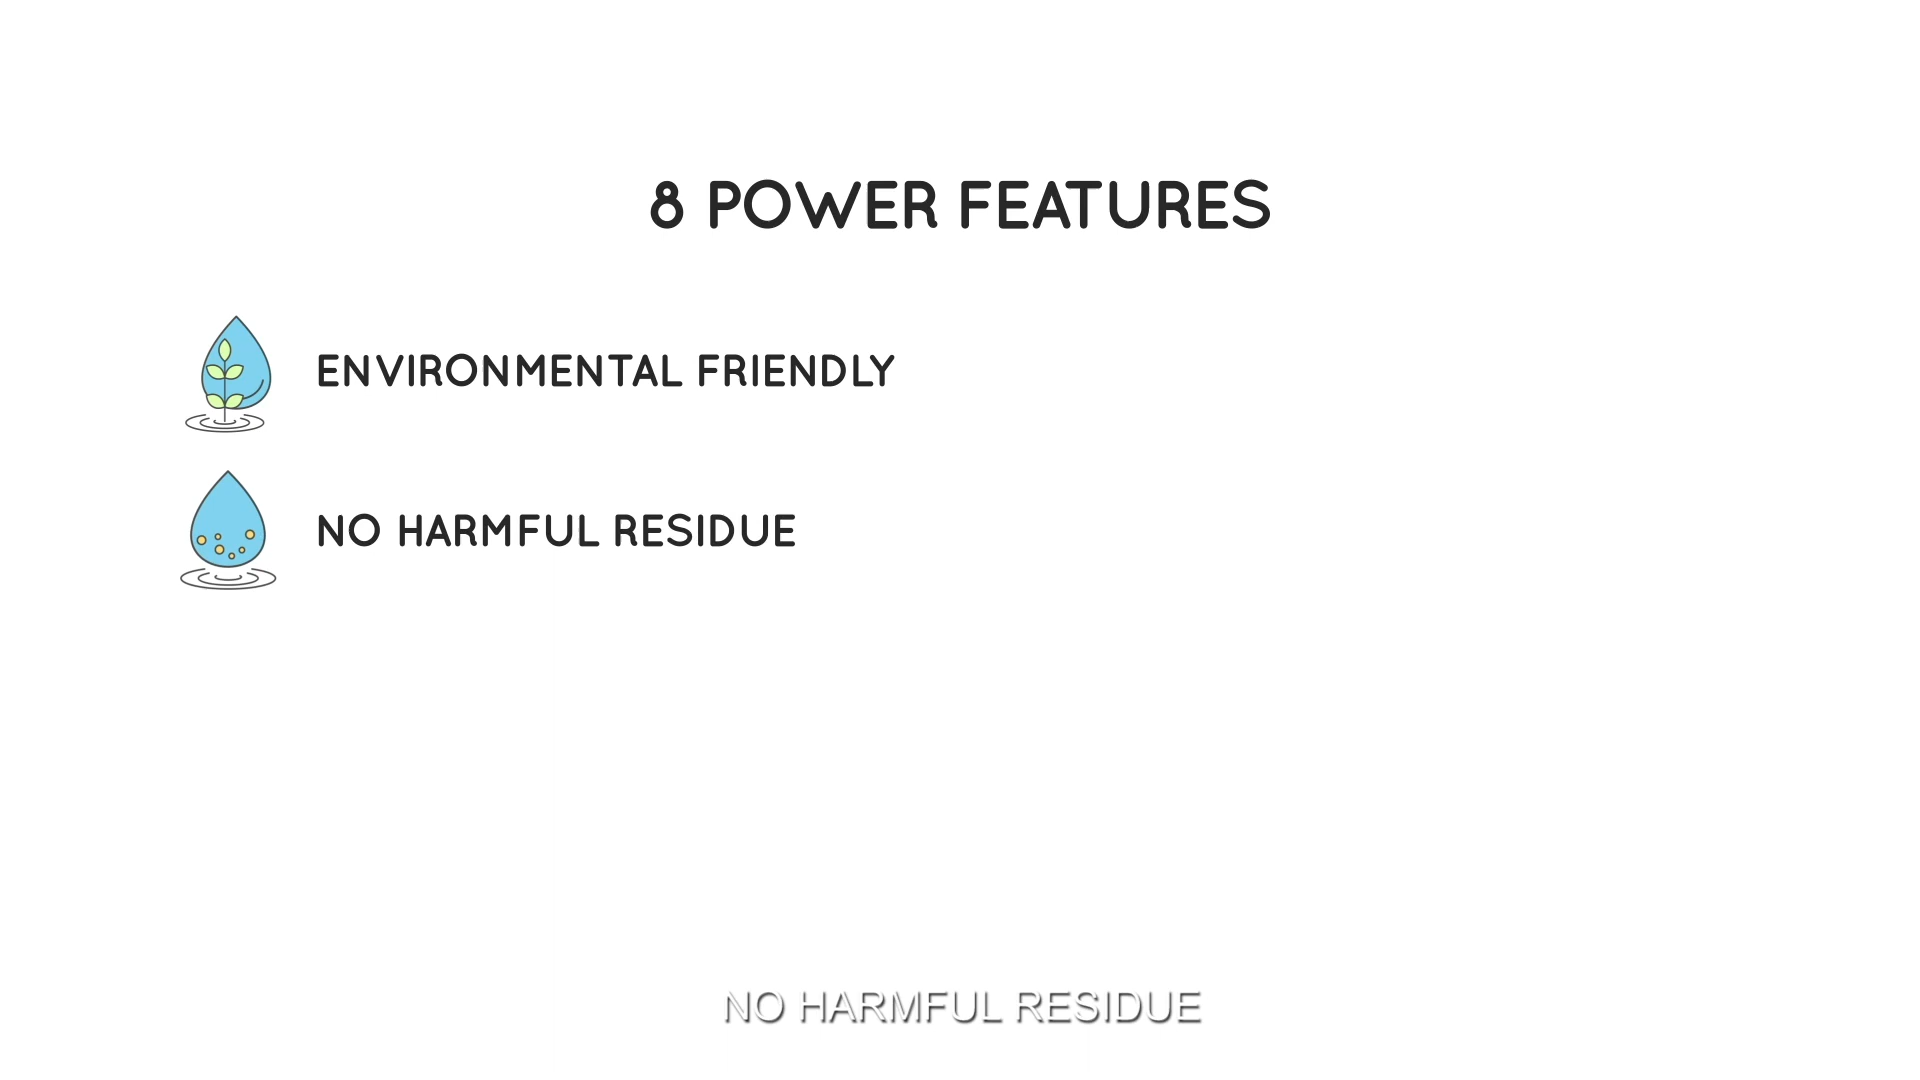 8 POWER FEATURES
ENVIRONMENTAL FRIENDLY
NO HARMFUL RESIDUE
NO HARMFUL RESIDUE